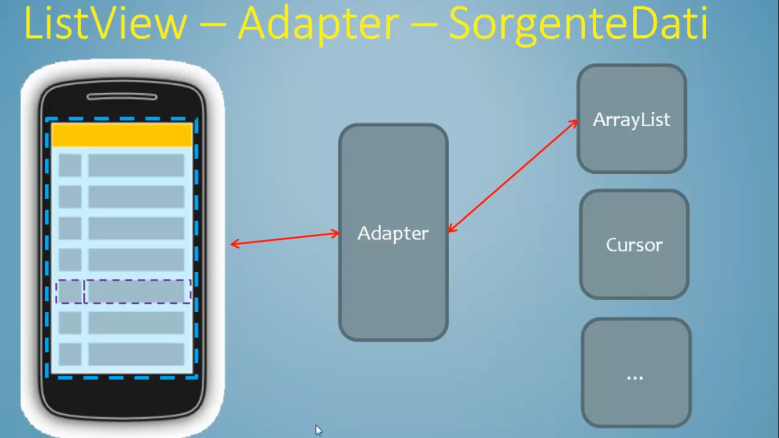 ListView – Adapter – SorgenteDati
ArrayList
Adapter
Cursor
...